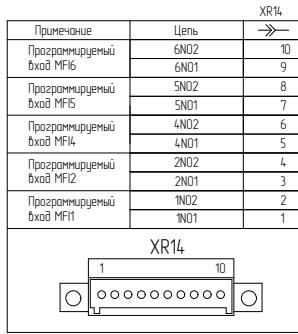 XR14
Примечание Цепь
Программируемый 6N02 10
вход MFI6 6N01 9
Программируемый 5N02 8
вход MFI5 5N01 7
Программируемый 4N02 6
вход MFI4 4N01 5
Программируемый 2N02 4
вход MFI2 2N01 3
Программируемый 1N02 2
вход MFI1 1N01 1
XR14
1 10